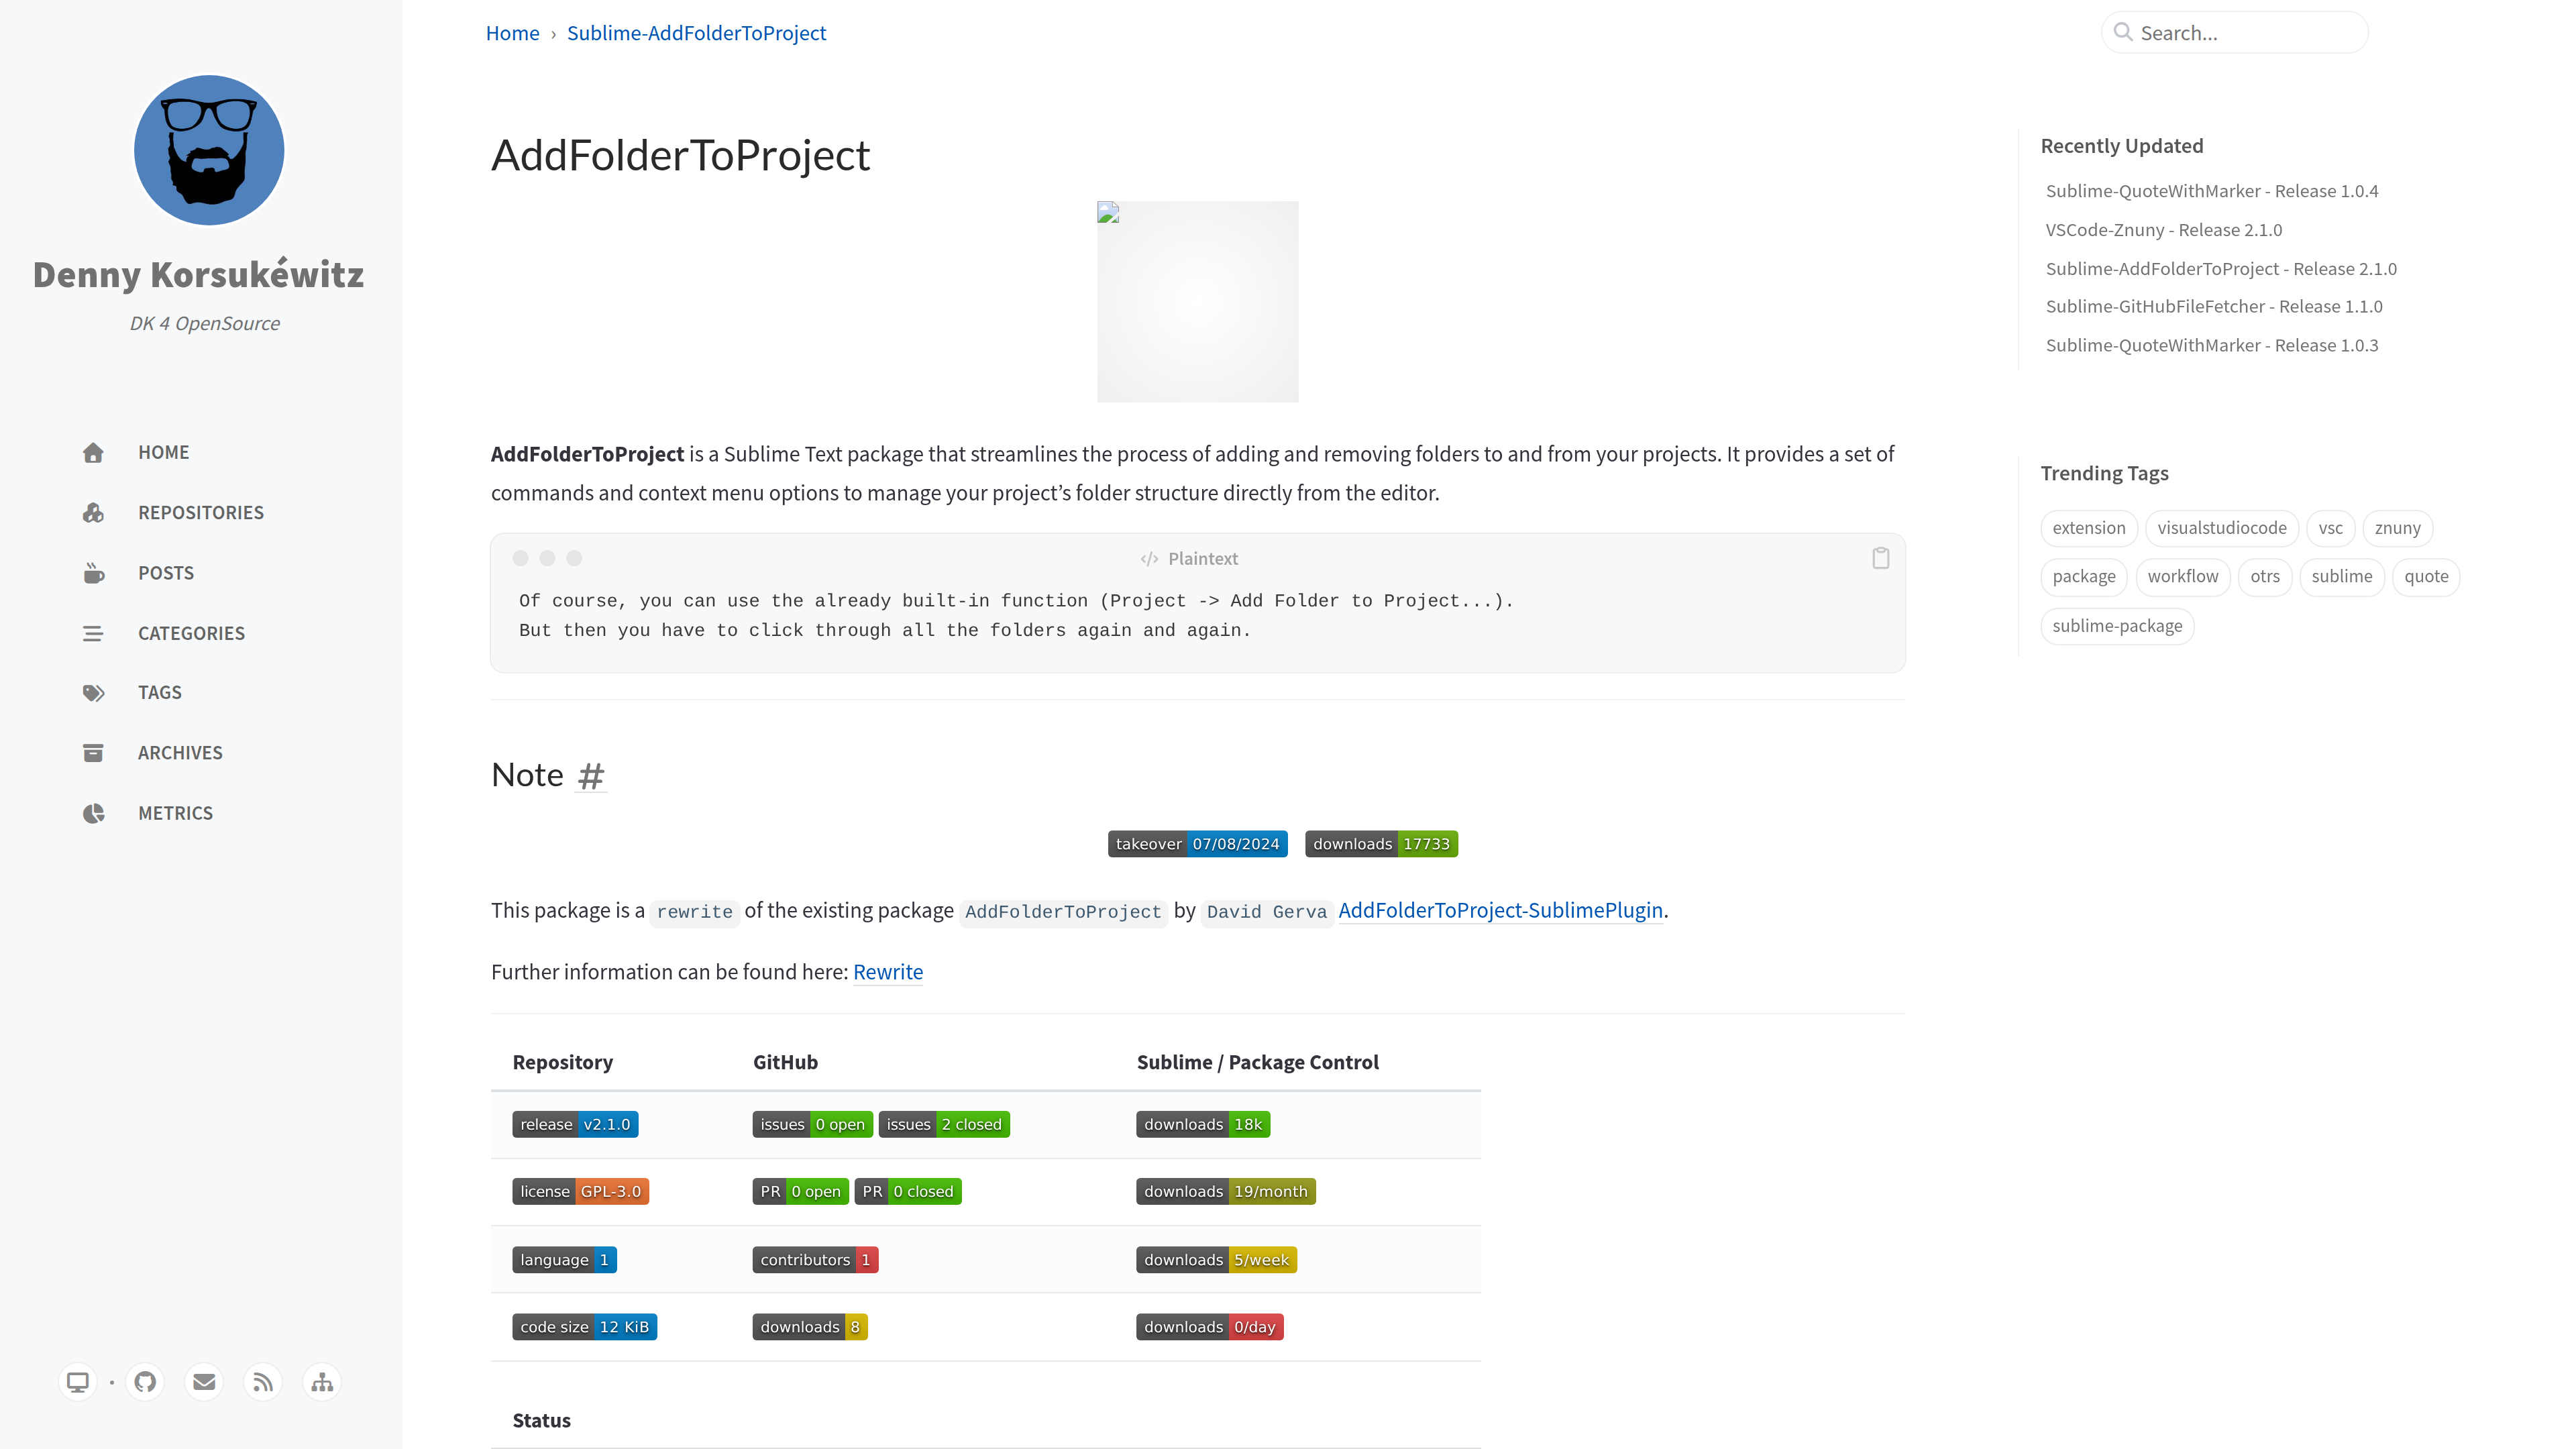 Denny Korsukéwitz
DK 4 OpenSource
HOME
REPOSITORIES
POSTS
CATEGORIES
TAGS
ARCHIVES
METRICS
Home › Sublime-AddFolderToProject
Search...
AddFolderToProject
AddFolderToProject is a Sublime Text package that streamlines the process of adding and removing folders to and from your projects. It provides a set of
commands and context menu options to manage your project’s folder structure directly from the editor.
Plaintext
Of course, you can use the already built-in function (Project -> Add Folder to Project...).
But then you have to click through all the folders again and again.
Note #
takeover 07/08/2024 downloads 17733
This package is a rewrite of the existing package AddFolderToProject by David Gerva AddFolderToProject-SublimePlugin.
Further information can be found here: Rewrite
Repository GitHub Sublime / Package Control
release v2.1.0 issues 0 open issues 2 closed downloads 18k
license GPL-3.0 PR 0 open PR 0 closed downloads 19/month
language 1 contributors 1 downloads 5/week
code size 12 KiB downloads 8 downloads 0/day
Status
Recently Updated
Sublime-QuoteWithMarker - Release 1.0.4
VSCode-Znuny - Release 2.1.0
Sublime-AddFolderToProject - Release 2.1.0
Sublime-GitHubFileFetcher - Release 1.1.0
Sublime-QuoteWithMarker - Release 1.0.3
Trending Tags
extension visualstudiocode vsc znuny
package workflow otrs sublime quote
sublime-package